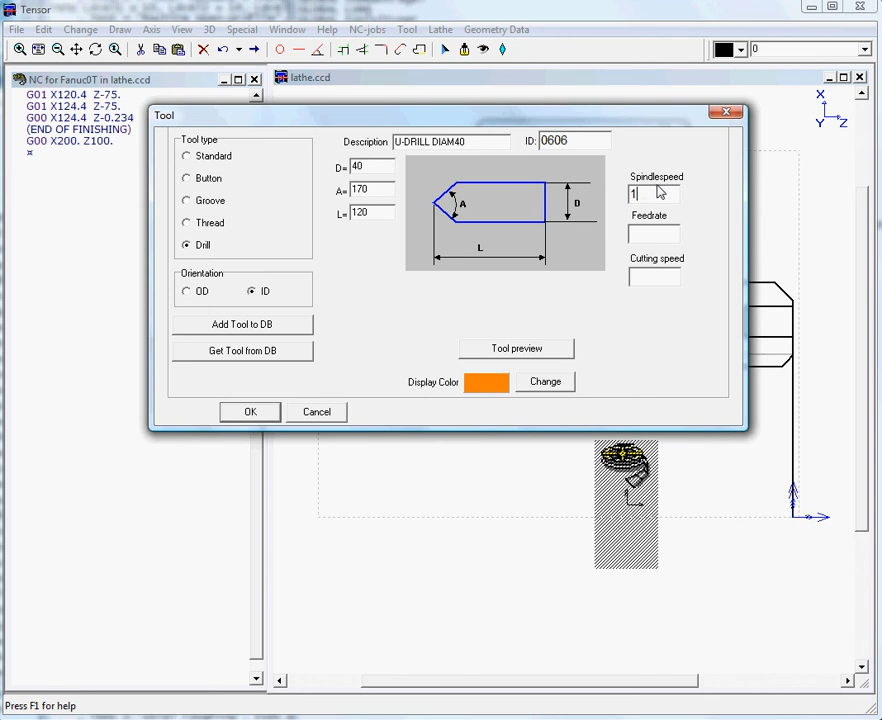 Tensor
File Edit Change Draw Axis View 3D Special Window Help NC-jobs Tool Lathe Geometry Data
0
NC for Fanuc0T in lathe.ccd
lathe.ccd
G01 X120.4 Z-75.
G01 X124.4 Z-75.
G00 X124.4 Z-0.234
(END OF FINISHING)
G00 X200. Z100.
¤
X
Y Z
Tool
Tool type
Standard
Button
Groove
Thread
Drill
Orientation
OD ID
Add Tool to DB
Get Tool from DB
Description U-DRILL DIAM40 ID: 0606
D= 40
A= 170
L= 120
A
D
L
Spindlespeed
1
Feedrate
Cutting speed
Tool preview
Display Color Change
OK Cancel
Press F1 for help